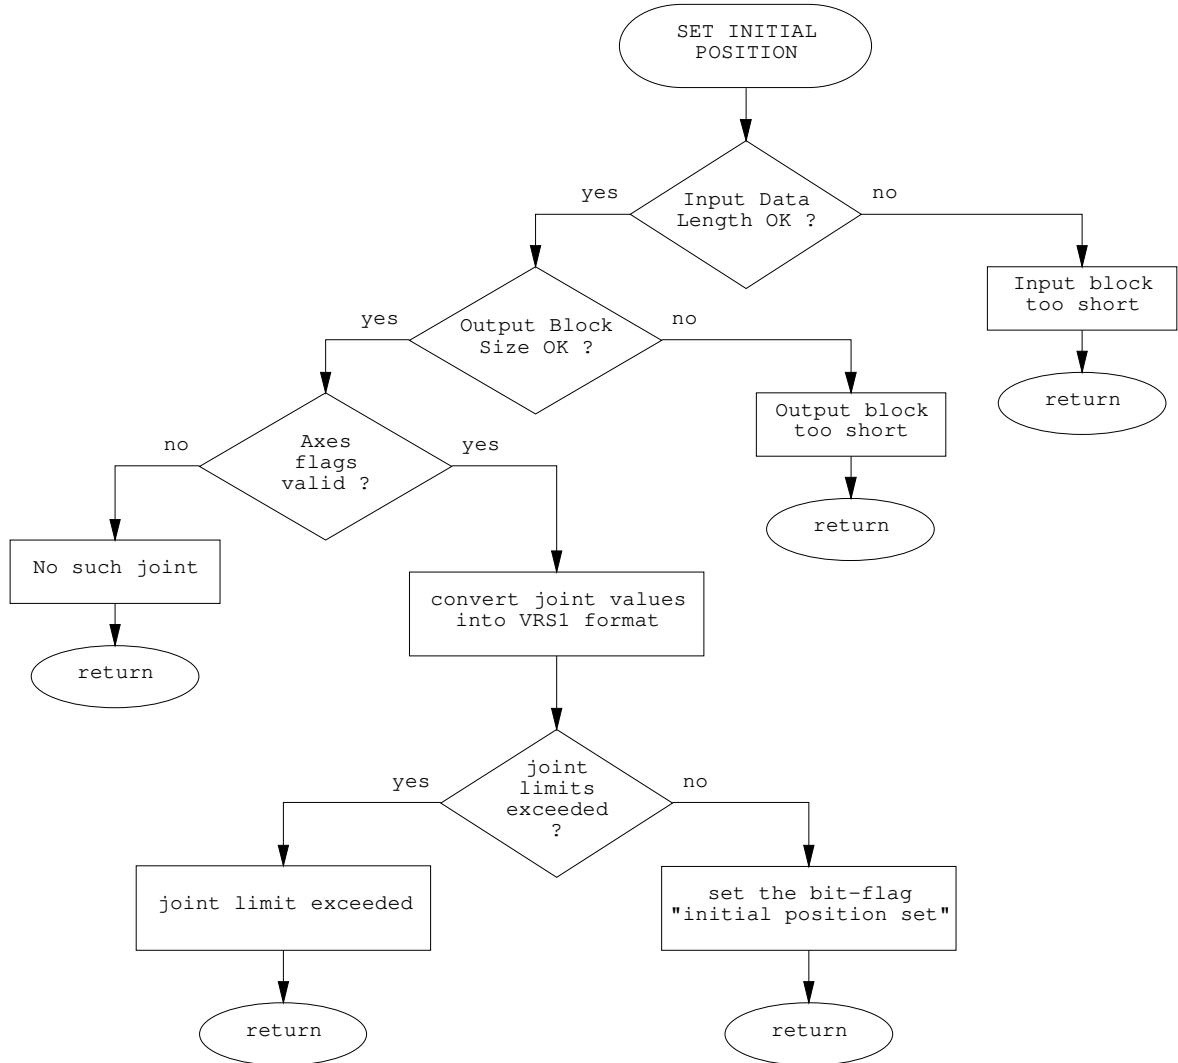 SET INITIAL
POSITION
yes
Input Data
Length OK ?
no
Input block
too short
return
yes
Output Block
Size OK ?
no
Output block
too short
return
no
Axes
flags
valid ?
yes
No such joint
return
convert joint values
into VRS1 format
yes
joint
limits
exceeded
?
no
joint limit exceeded
return
set the bit-flag
"initial position set"
return